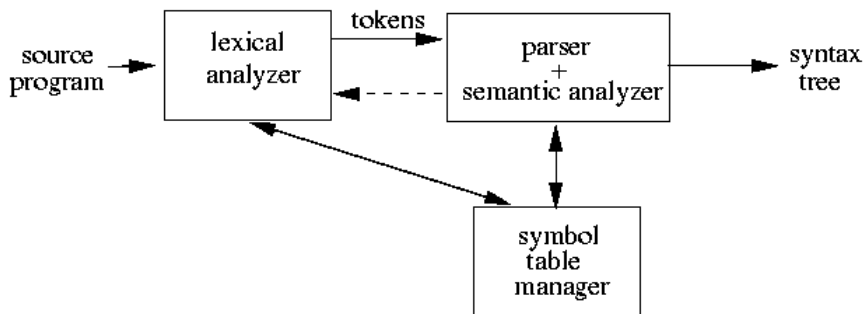 source
program
lexical
analyzer
tokens
parser
+
semantic analyzer
syntax
tree
symbol
table
manager